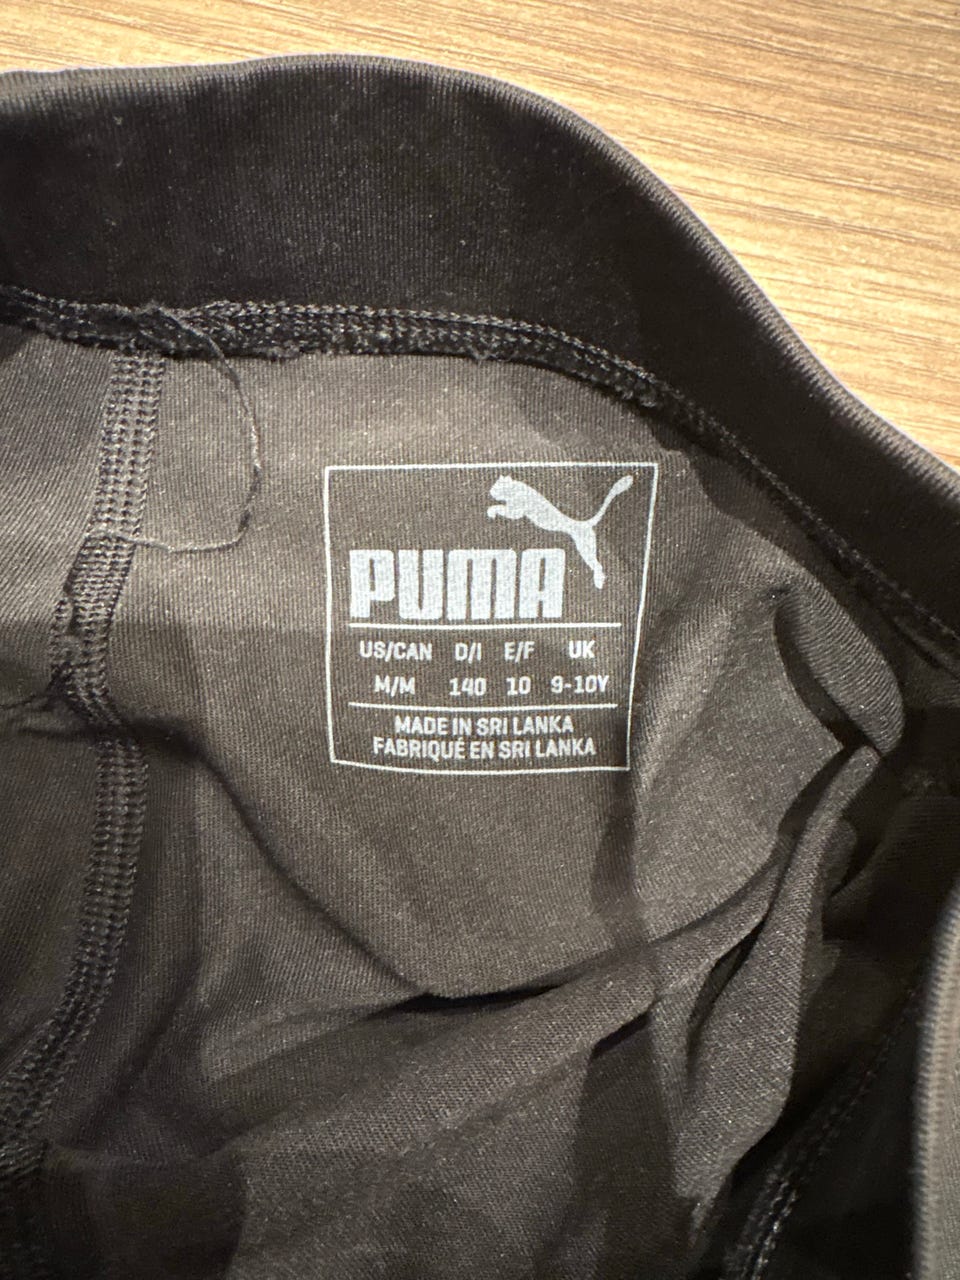 PUMA
US/CAN D/I E/F UK
M/M 140 10 9-10Y
MADE IN SRI LANKA
FABRIQUÉ EN SRI LANKA